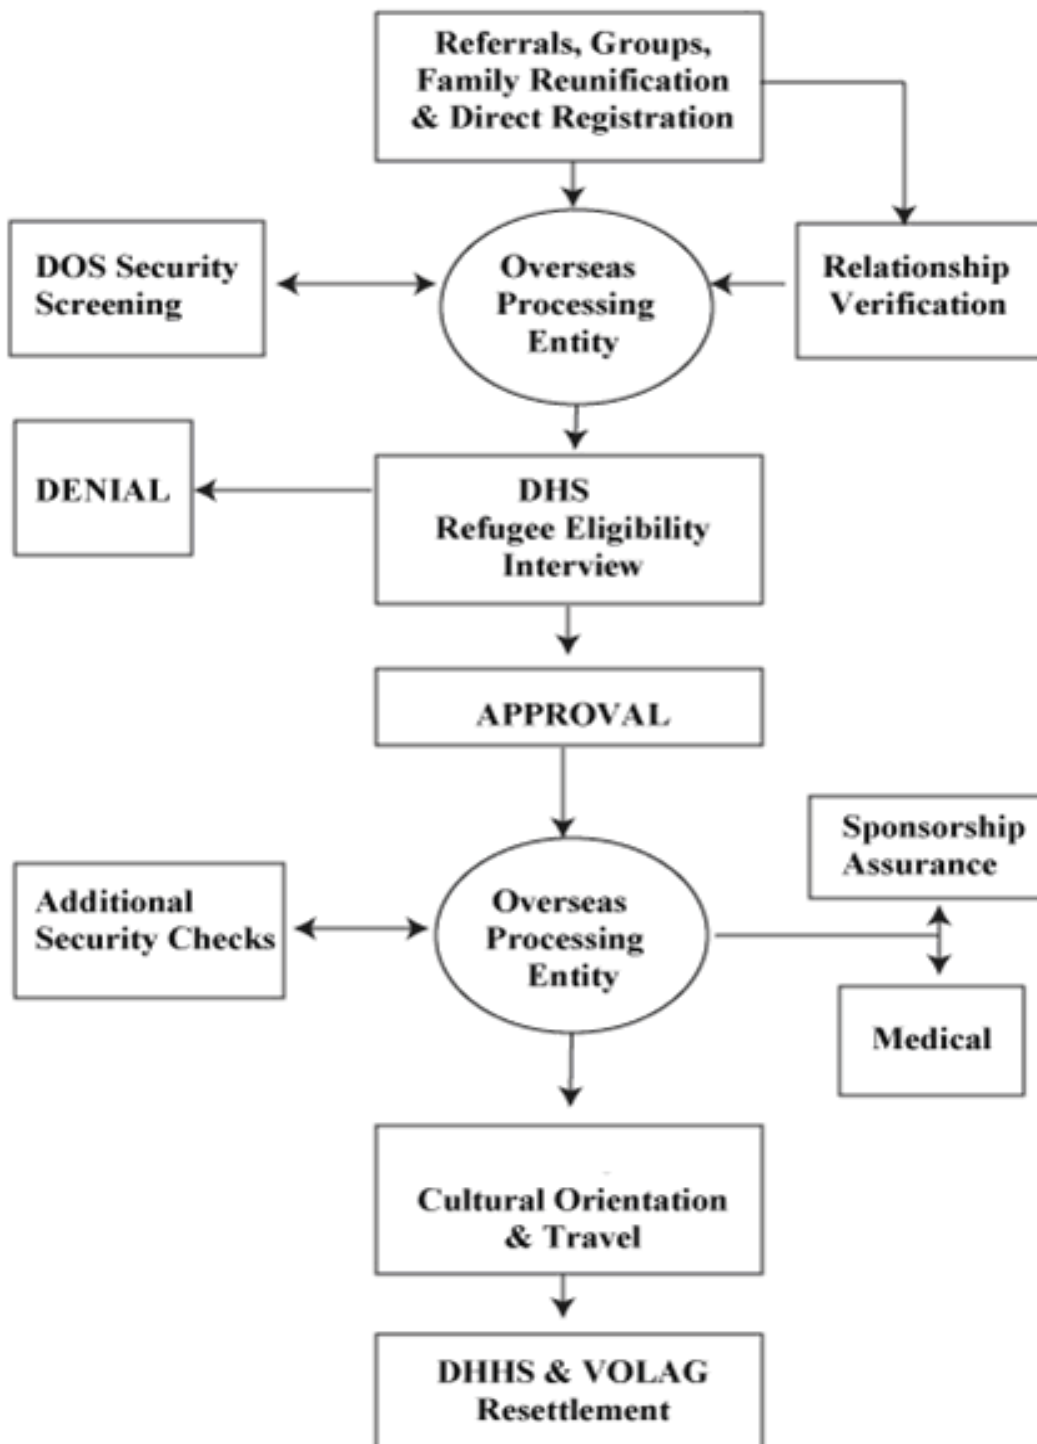 Referrals, Groups,
Family Reunification
& Direct Registration
DOS Security
Screening
Overseas
Processing
Entity
Relationship
Verification
DENIAL
DHS
Refugee Eligibility
Interview
APPROVAL
Sponsorship
Assurance
Additional
Security Checks
Overseas
Processing
Entity
Medical
Cultural Orientation
& Travel
DHHS & VOLAG
Resettlement